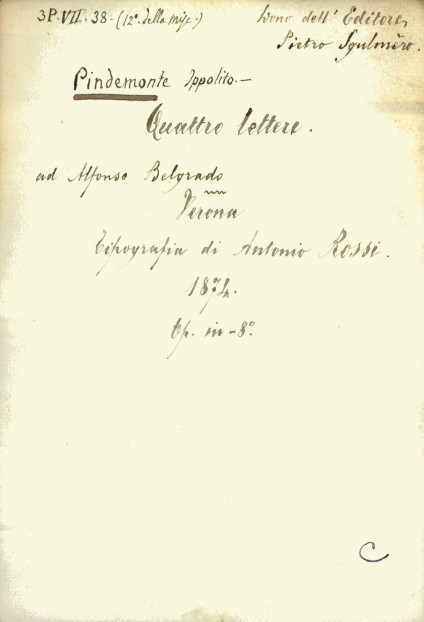 3P.VII.38-(12ª della misc.)
Dono dell' Editore,
Pietro Sgulmèro.
Pindemonte Ippolito.-
Quattro lettere.
ad Alfonso Belgrado
Verona
Tipografia di Antonio Rossi.
1874.
Op. in-8°.
C